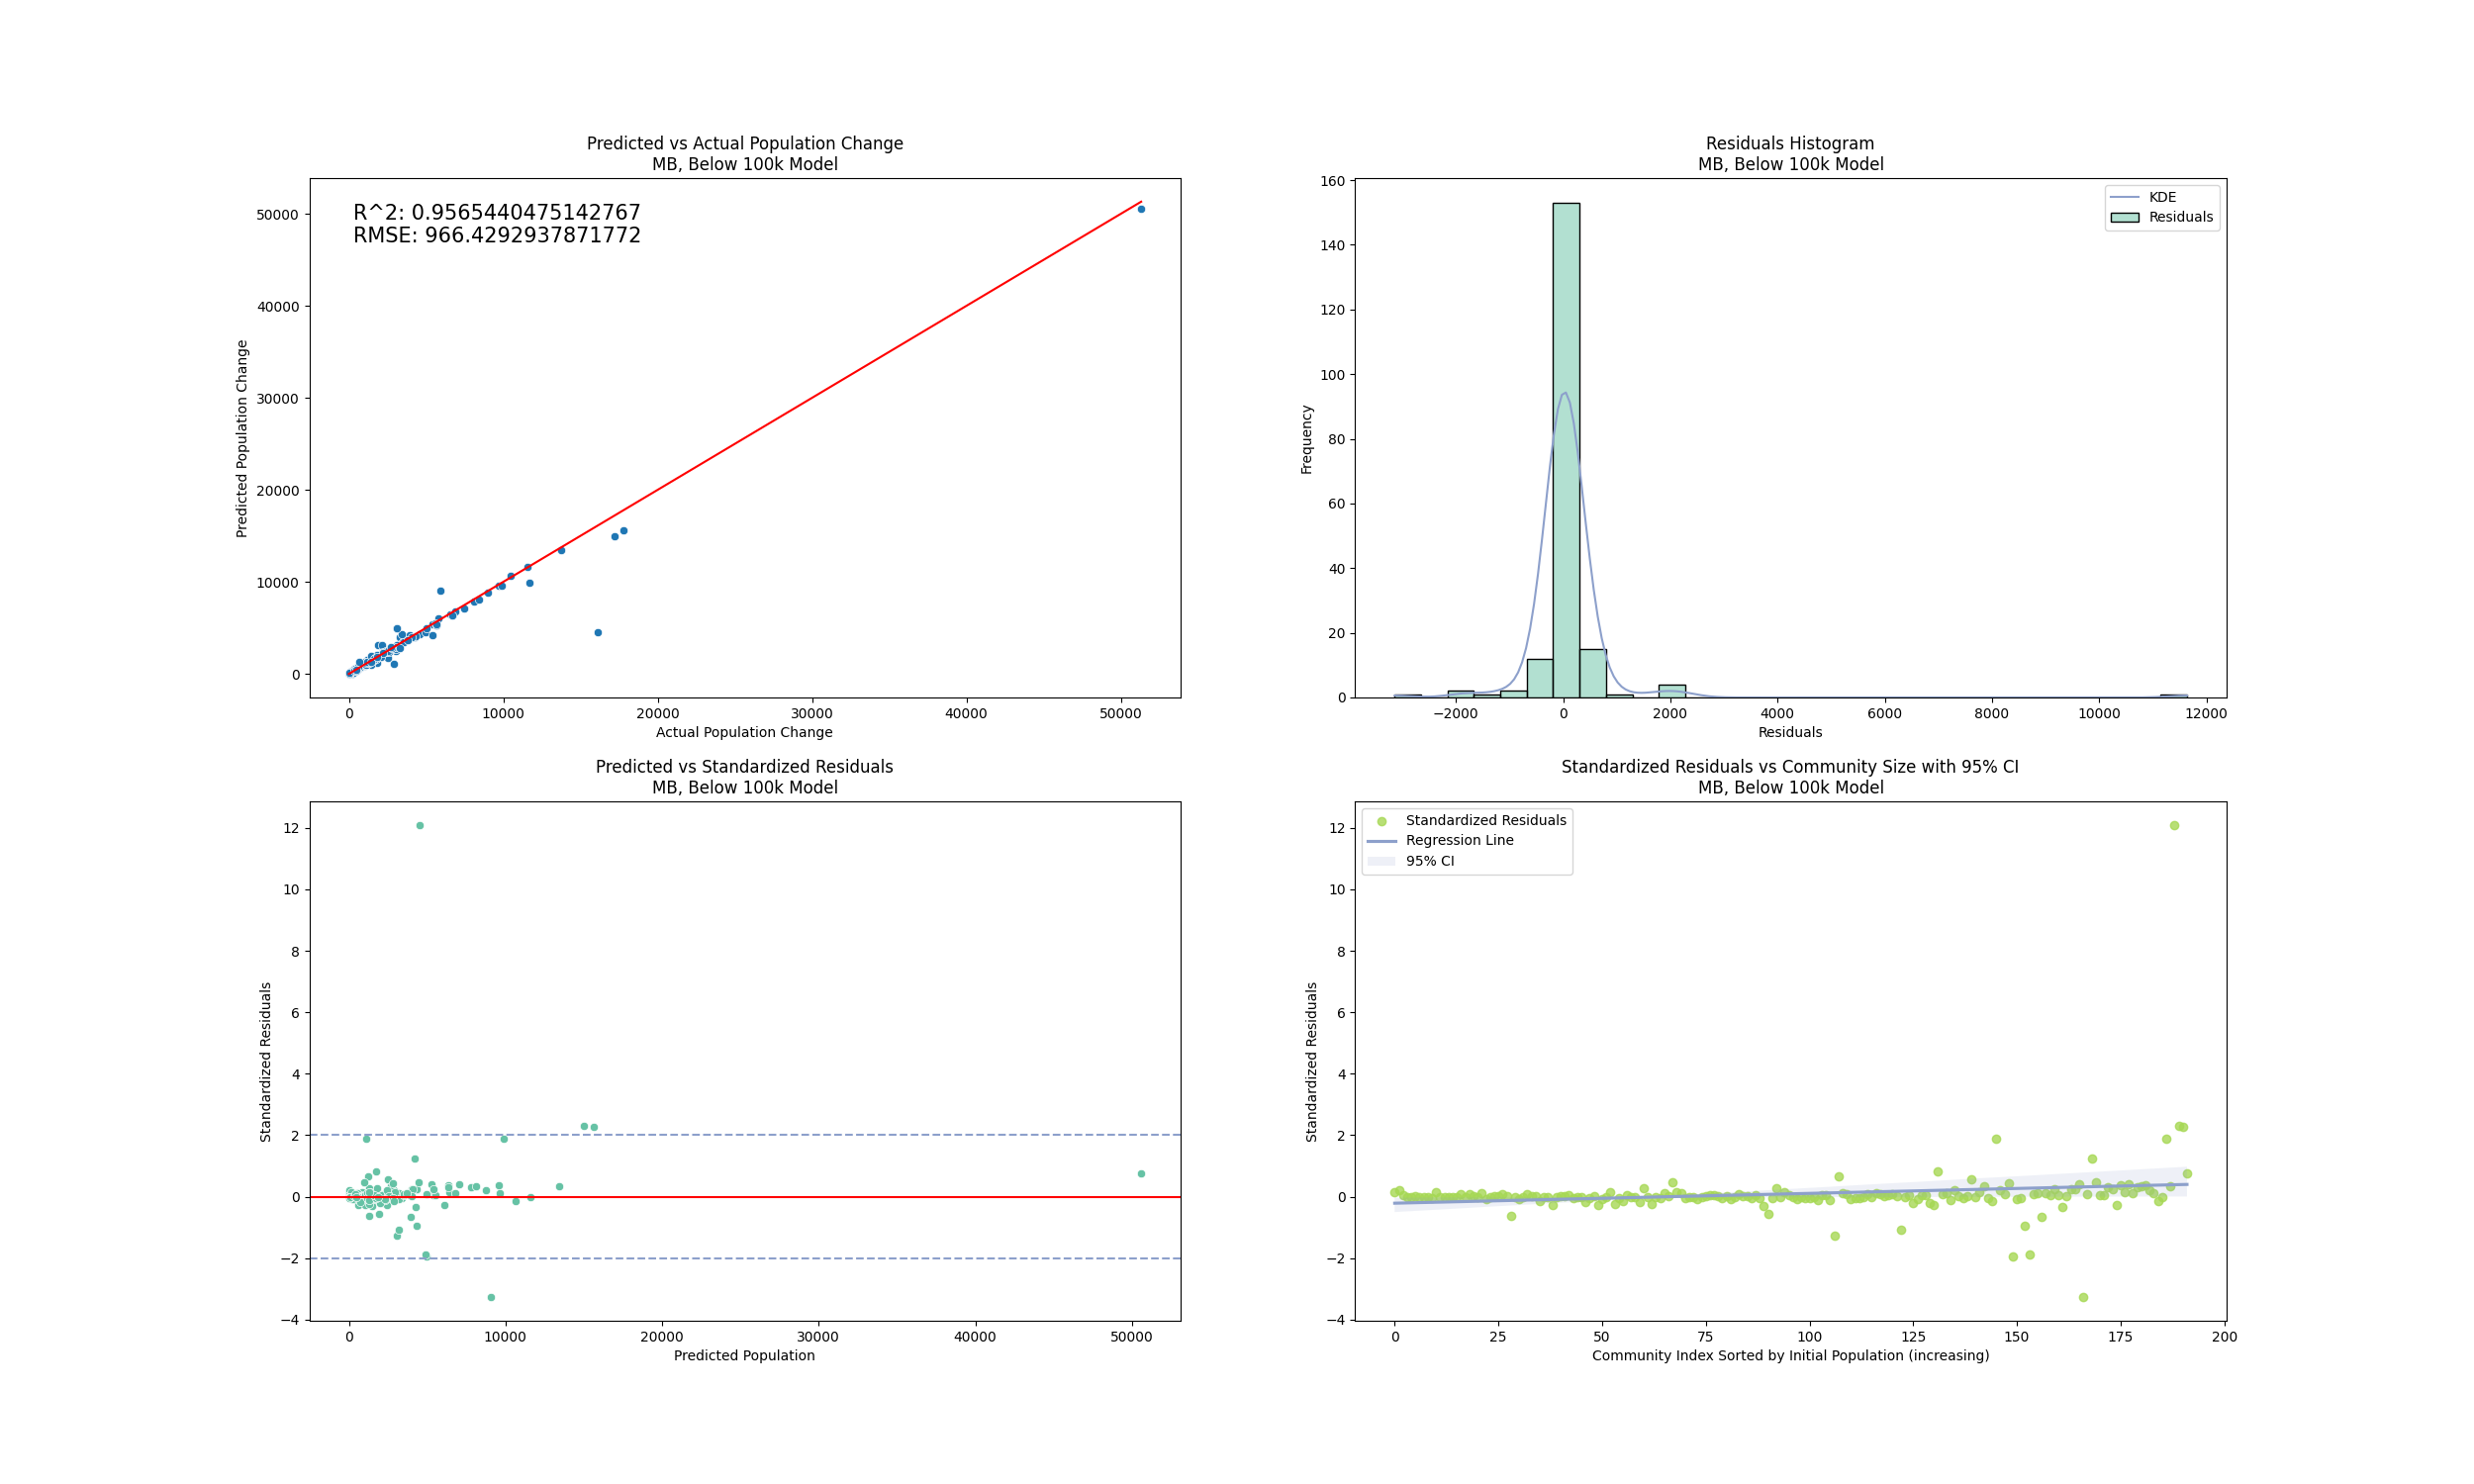 Predicted vs Actual Population Change
MB, Below 100k Model
R^2: 0.9565440475142767
RMSE: 966.4292937871772
50000
40000
30000
20000
10000
0
Predicted Population Change
0 10000 20000 30000 40000 50000
Actual Population Change
Residuals Histogram
MB, Below 100k Model
KDE
Residuals
160
140
120
100
80
60
40
20
0
Frequency
−2000 0 2000 4000 6000 8000 10000 12000
Residuals
Predicted vs Standardized Residuals
MB, Below 100k Model
12
10
8
6
4
2
0
−2
−4
Standardized Residuals
0 10000 20000 30000 40000 50000
Predicted Population
Standardized Residuals vs Community Size with 95% CI
MB, Below 100k Model
Standardized Residuals
Regression Line
95% CI
12
10
8
6
4
2
0
−2
−4
Standardized Residuals
0 25 50 75 100 125 150 175 200
Community Index Sorted by Initial Population (increasing)